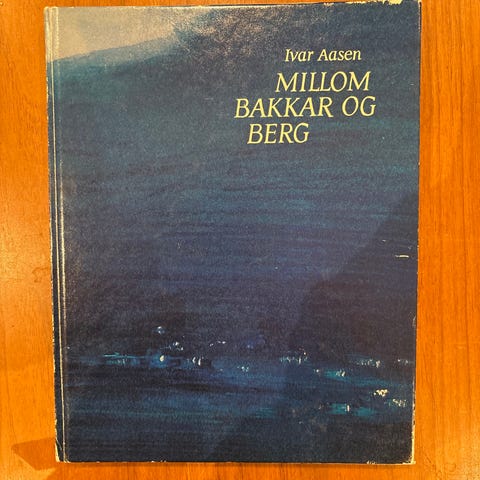 Ivar Aasen
MILLOM
BAKKAR OG
BERG